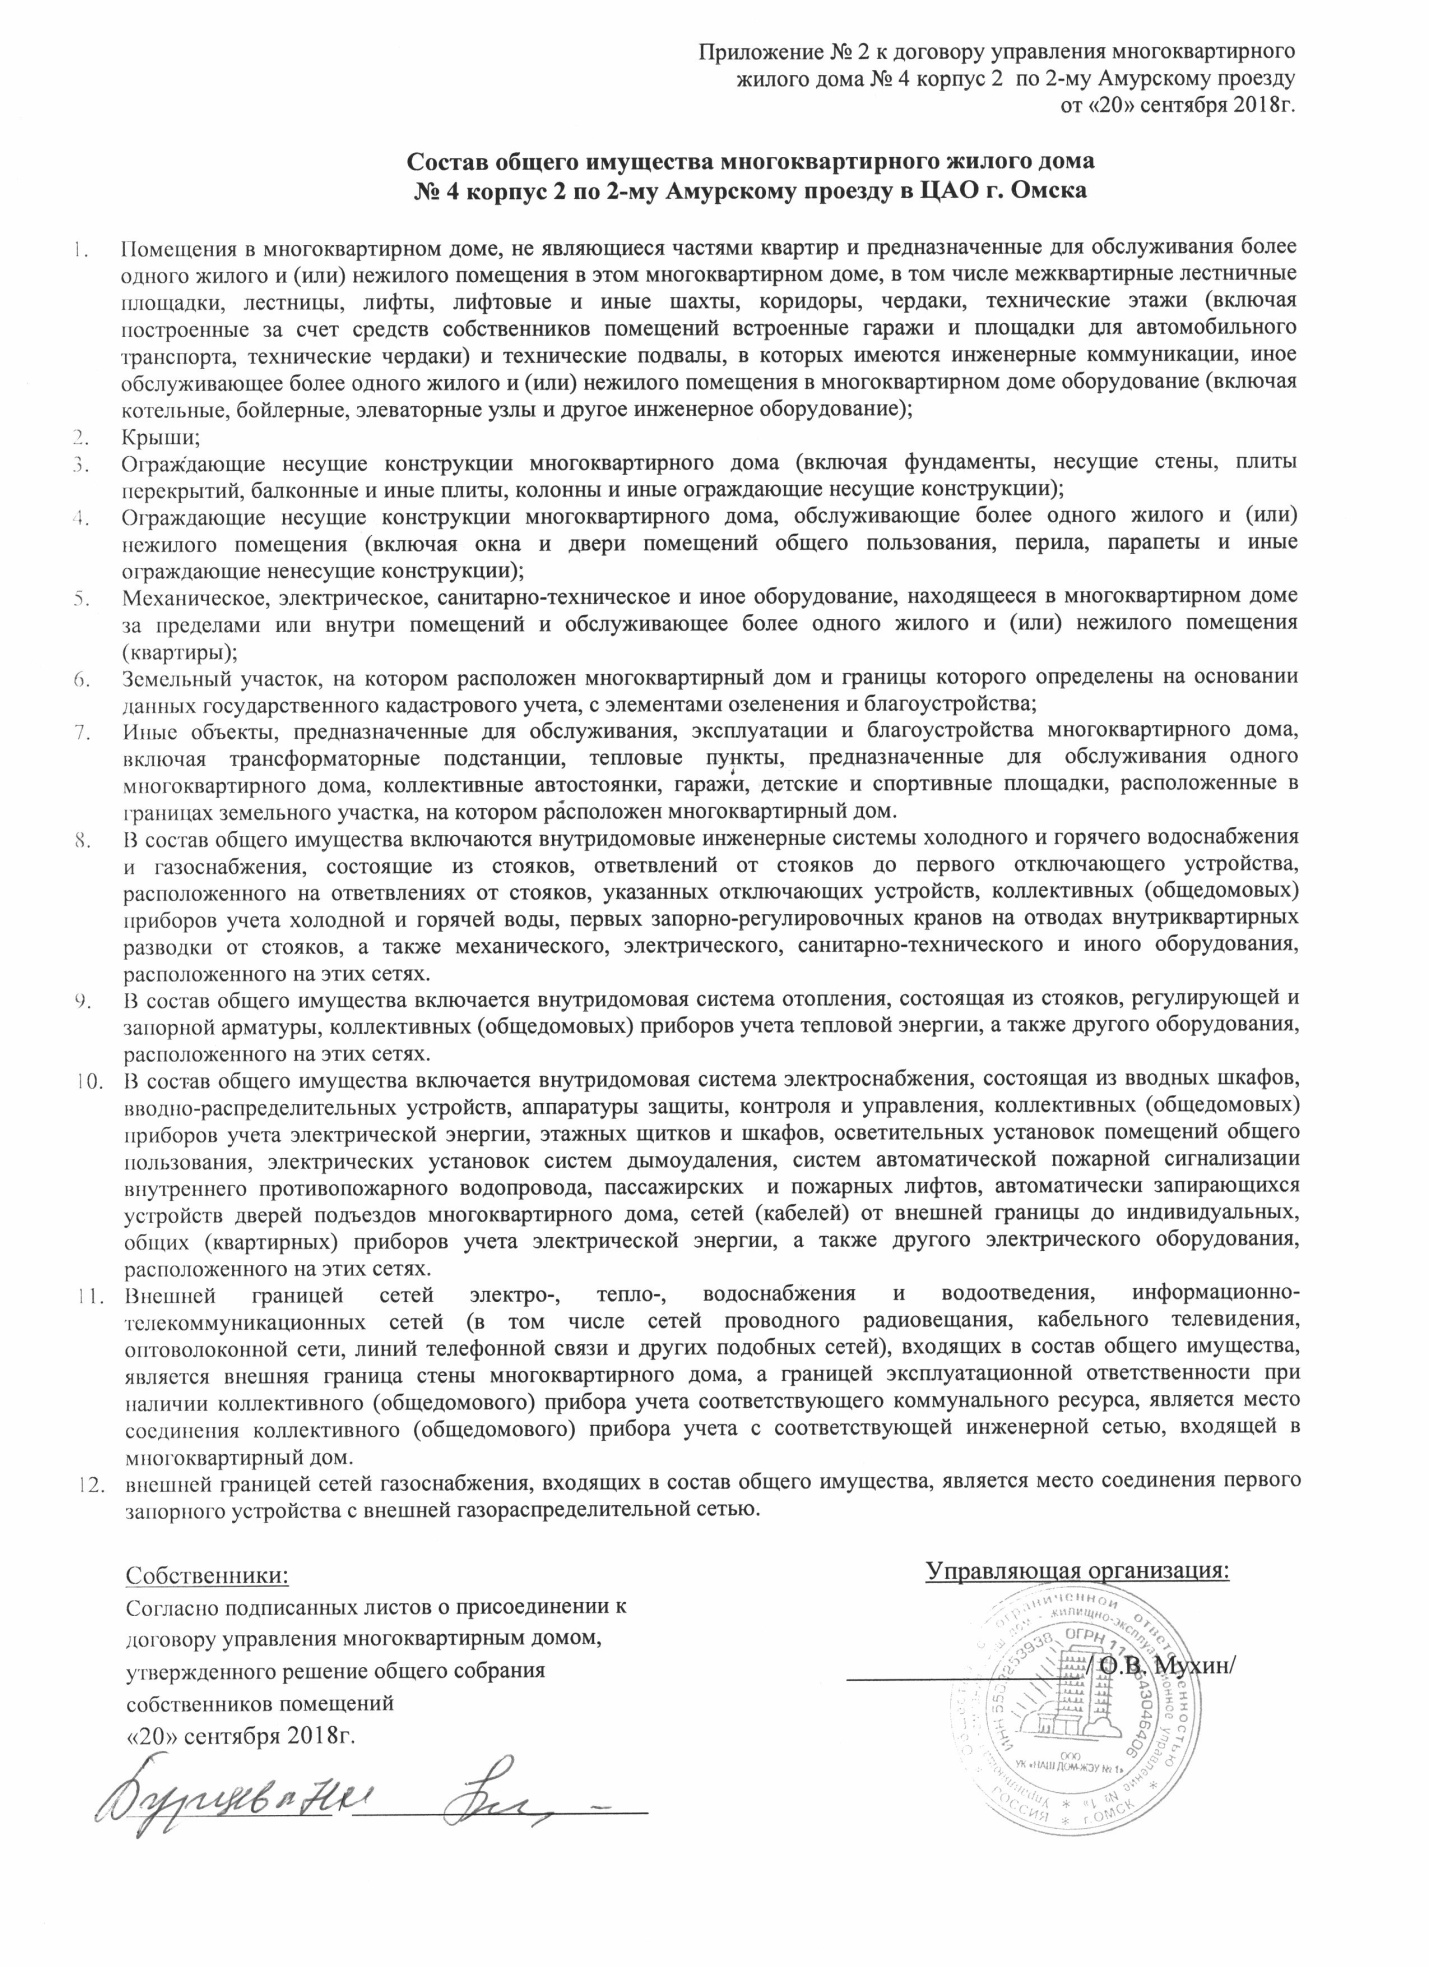 Приложение № 2 к договору управления многоквартирного
жилого дома № 4 корпус 2 по 2-му Амурскому проезду
от «20» сентября 2018г.
Состав общего имущества многоквартирного жилого дома
№ 4 корпус 2 по 2-му Амурскому проезду в ЦАО г. Омска
1. Помещения в многоквартирном доме, не являющиеся частями квартир и предназначенные для обслуживания более
одного жилого и (или) нежилого помещения в этом многоквартирном доме, в том числе межквартирные лестничные
площадки, лестницы, лифты, лифтовые и иные шахты, коридоры, чердаки, технические этажи (включая
построенные за счет средств собственников помещений встроенные гаражи и площадки для автомобильного
транспорта, технические чердаки) и технические подвалы, в которых имеются инженерные коммуникации, иное
обслуживающее более одного жилого и (или) нежилого помещения в многоквартирном доме оборудование (включая
котельные, бойлерные, элеваторные узлы и другое инженерное оборудование);
2. Крыши;
3. Ограждающие несущие конструкции многоквартирного дома (включая фундаменты, несущие стены, плиты
перекрытий, балконные и иные плиты, колонны и иные ограждающие несущие конструкции);
4. Ограждающие несущие конструкции многоквартирного дома, обслуживающие более одного жилого и (или)
нежилого помещения (включая окна и двери помещений общего пользования, перила, парапеты и иные
ограждающие ненесущие конструкции);
5. Механическое, электрическое, санитарно-техническое и иное оборудование, находящееся в многоквартирном доме
за пределами или внутри помещений и обслуживающее более одного жилого и (или) нежилого помещения
(квартиры);
6. Земельный участок, на котором расположен многоквартирный дом и границы которого определены на основании
данных государственного кадастрового учета, с элементами озеленения и благоустройства;
7. Иные объекты, предназначенные для обслуживания, эксплуатации и благоустройства многоквартирного дома,
включая трансформаторные подстанции, тепловые пункты, предназначенные для обслуживания одного
многоквартирного дома, коллективные автостоянки, гаражи, детские и спортивные площадки, расположенные в
границах земельного участка, на котором расположен многоквартирный дом.
8. В состав общего имущества включаются внутридомовые инженерные системы холодного и горячего водоснабжения
и газоснабжения, состоящие из стояков, ответвлений от стояков до первого отключающего устройства,
расположенного на ответвлениях от стояков, указанных отключающих устройств, коллективных (общедомовых)
приборов учета холодной и горячей воды, первых запорно-регулировочных кранов на отводах внутриквартирных
разводки от стояков, а также механического, электрического, санитарно-технического и иного оборудования,
расположенного на этих сетях.
9. В состав общего имущества включается внутридомовая система отопления, состоящая из стояков, регулирующей и
запорной арматуры, коллективных (общедомовых) приборов учета тепловой энергии, а также другого оборудования,
расположенного на этих сетях.
10. В состав общего имущества включается внутридомовая система электроснабжения, состоящая из вводных шкафов,
вводно-распределительных устройств, аппаратуры защиты, контроля и управления, коллективных (общедомовых)
приборов учета электрической энергии, этажных щитков и шкафов, осветительных установок помещений общего
пользования, электрических установок систем дымоудаления, систем автоматической пожарной сигнализации
внутреннего противопожарного водопровода, пассажирских и пожарных лифтов, автоматически запирающихся
устройств дверей подъездов многоквартирного дома, сетей (кабелей) от внешней границы до индивидуальных,
общих (квартирных) приборов учета электрической энергии, а также другого электрического оборудования,
расположенного на этих сетях.
11. Внешней границей сетей электро-, тепло-, водоснабжения и водоотведения, информационно-
телекоммуникационных сетей (в том числе сетей проводного радиовещания, кабельного телевидения,
оптоволоконной сети, линий телефонной связи и других подобных сетей), входящих в состав общего имущества,
является внешняя граница стены многоквартирного дома, а границей эксплуатационной ответственности при
наличии коллективного (общедомового) прибора учета соответствующего коммунального ресурса, является место
соединения коллективного (общедомового) прибора учета с соответствующей инженерной сетью, входящей в
многоквартирный дом.
12. внешней границей сетей газоснабжения, входящих в состав общего имущества, является место соединения первого
запорного устройства с внешней газораспределительной сетью.
Собственники:
Согласно подписанных листов о присоединении к
договору управления многоквартирным домом,
утвержденного решение общего собрания
собственников помещений
«20» сентября 2018г.
Управляющая организация:
/ О.В. Мухин/
ИНН 5503253938 ОГРН
ООО
УК «НАШ ДОМ-ЖЭУ № 1»
РОССИЯ * г.ОМСК *